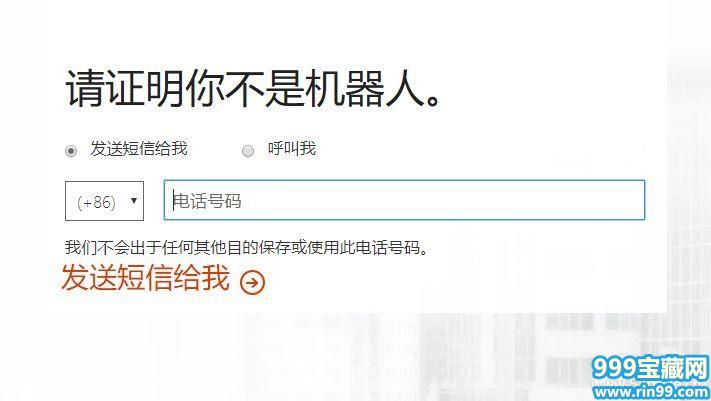 请证明你不是机器人。
发送短信给我 呼叫我
(+86) 电话号码
我们不会出于任何其他目的保存或使用此电话号码。
发送短信给我
999宝藏网
www.rin99.com